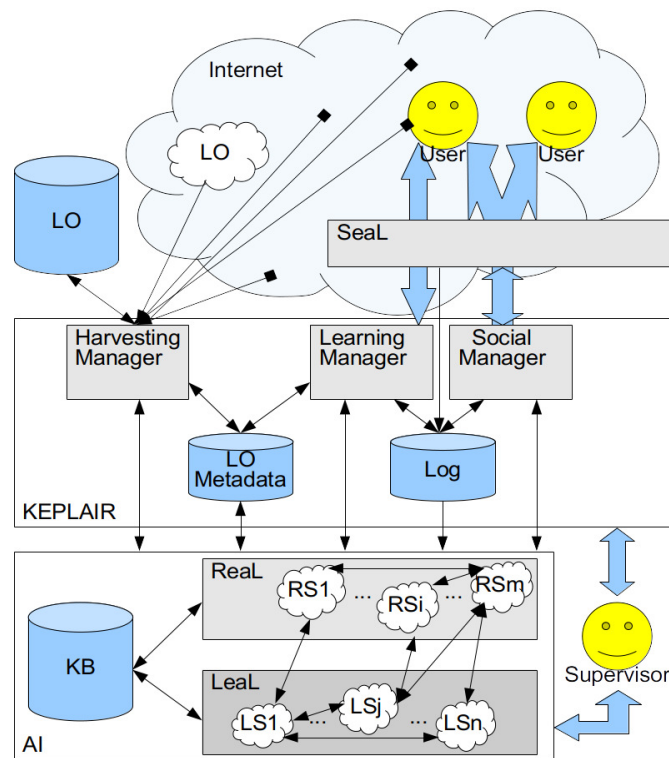 Internet
LO
User
User
LO
SeaL
Harvesting
Manager
Learning
Manager
Social
Manager
LO
Metadata
Log
KEPLAIR
ReaL
RS1
...
RSi
...
RSm
KB
Supervisor
LeaL
LS1
...
LSj
...
LSn
AI